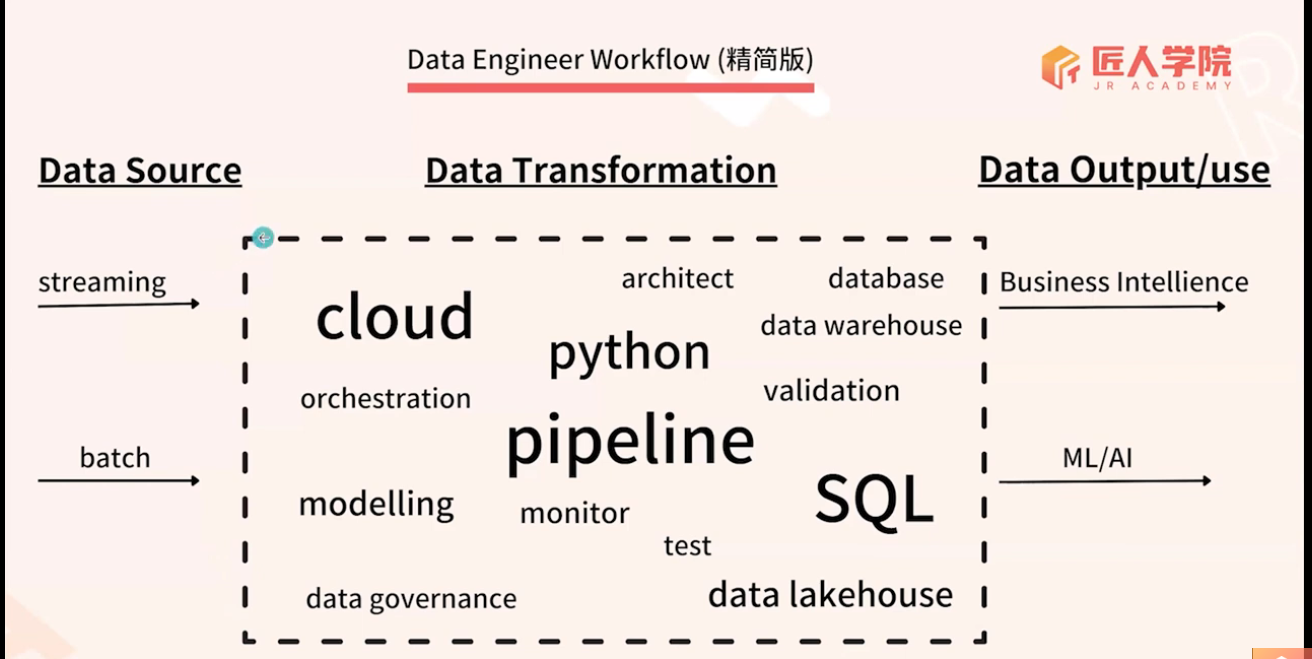 Data Engineer Workflow (精简版)
匠人学院
JR ACADEMY
Data Source
Data Transformation
Data Output/use
streaming
batch
architect
database
cloud
data warehouse
python
orchestration
validation
pipeline
modelling
monitor
SQL
test
data governance
data lakehouse
Business Intellience
ML/AI